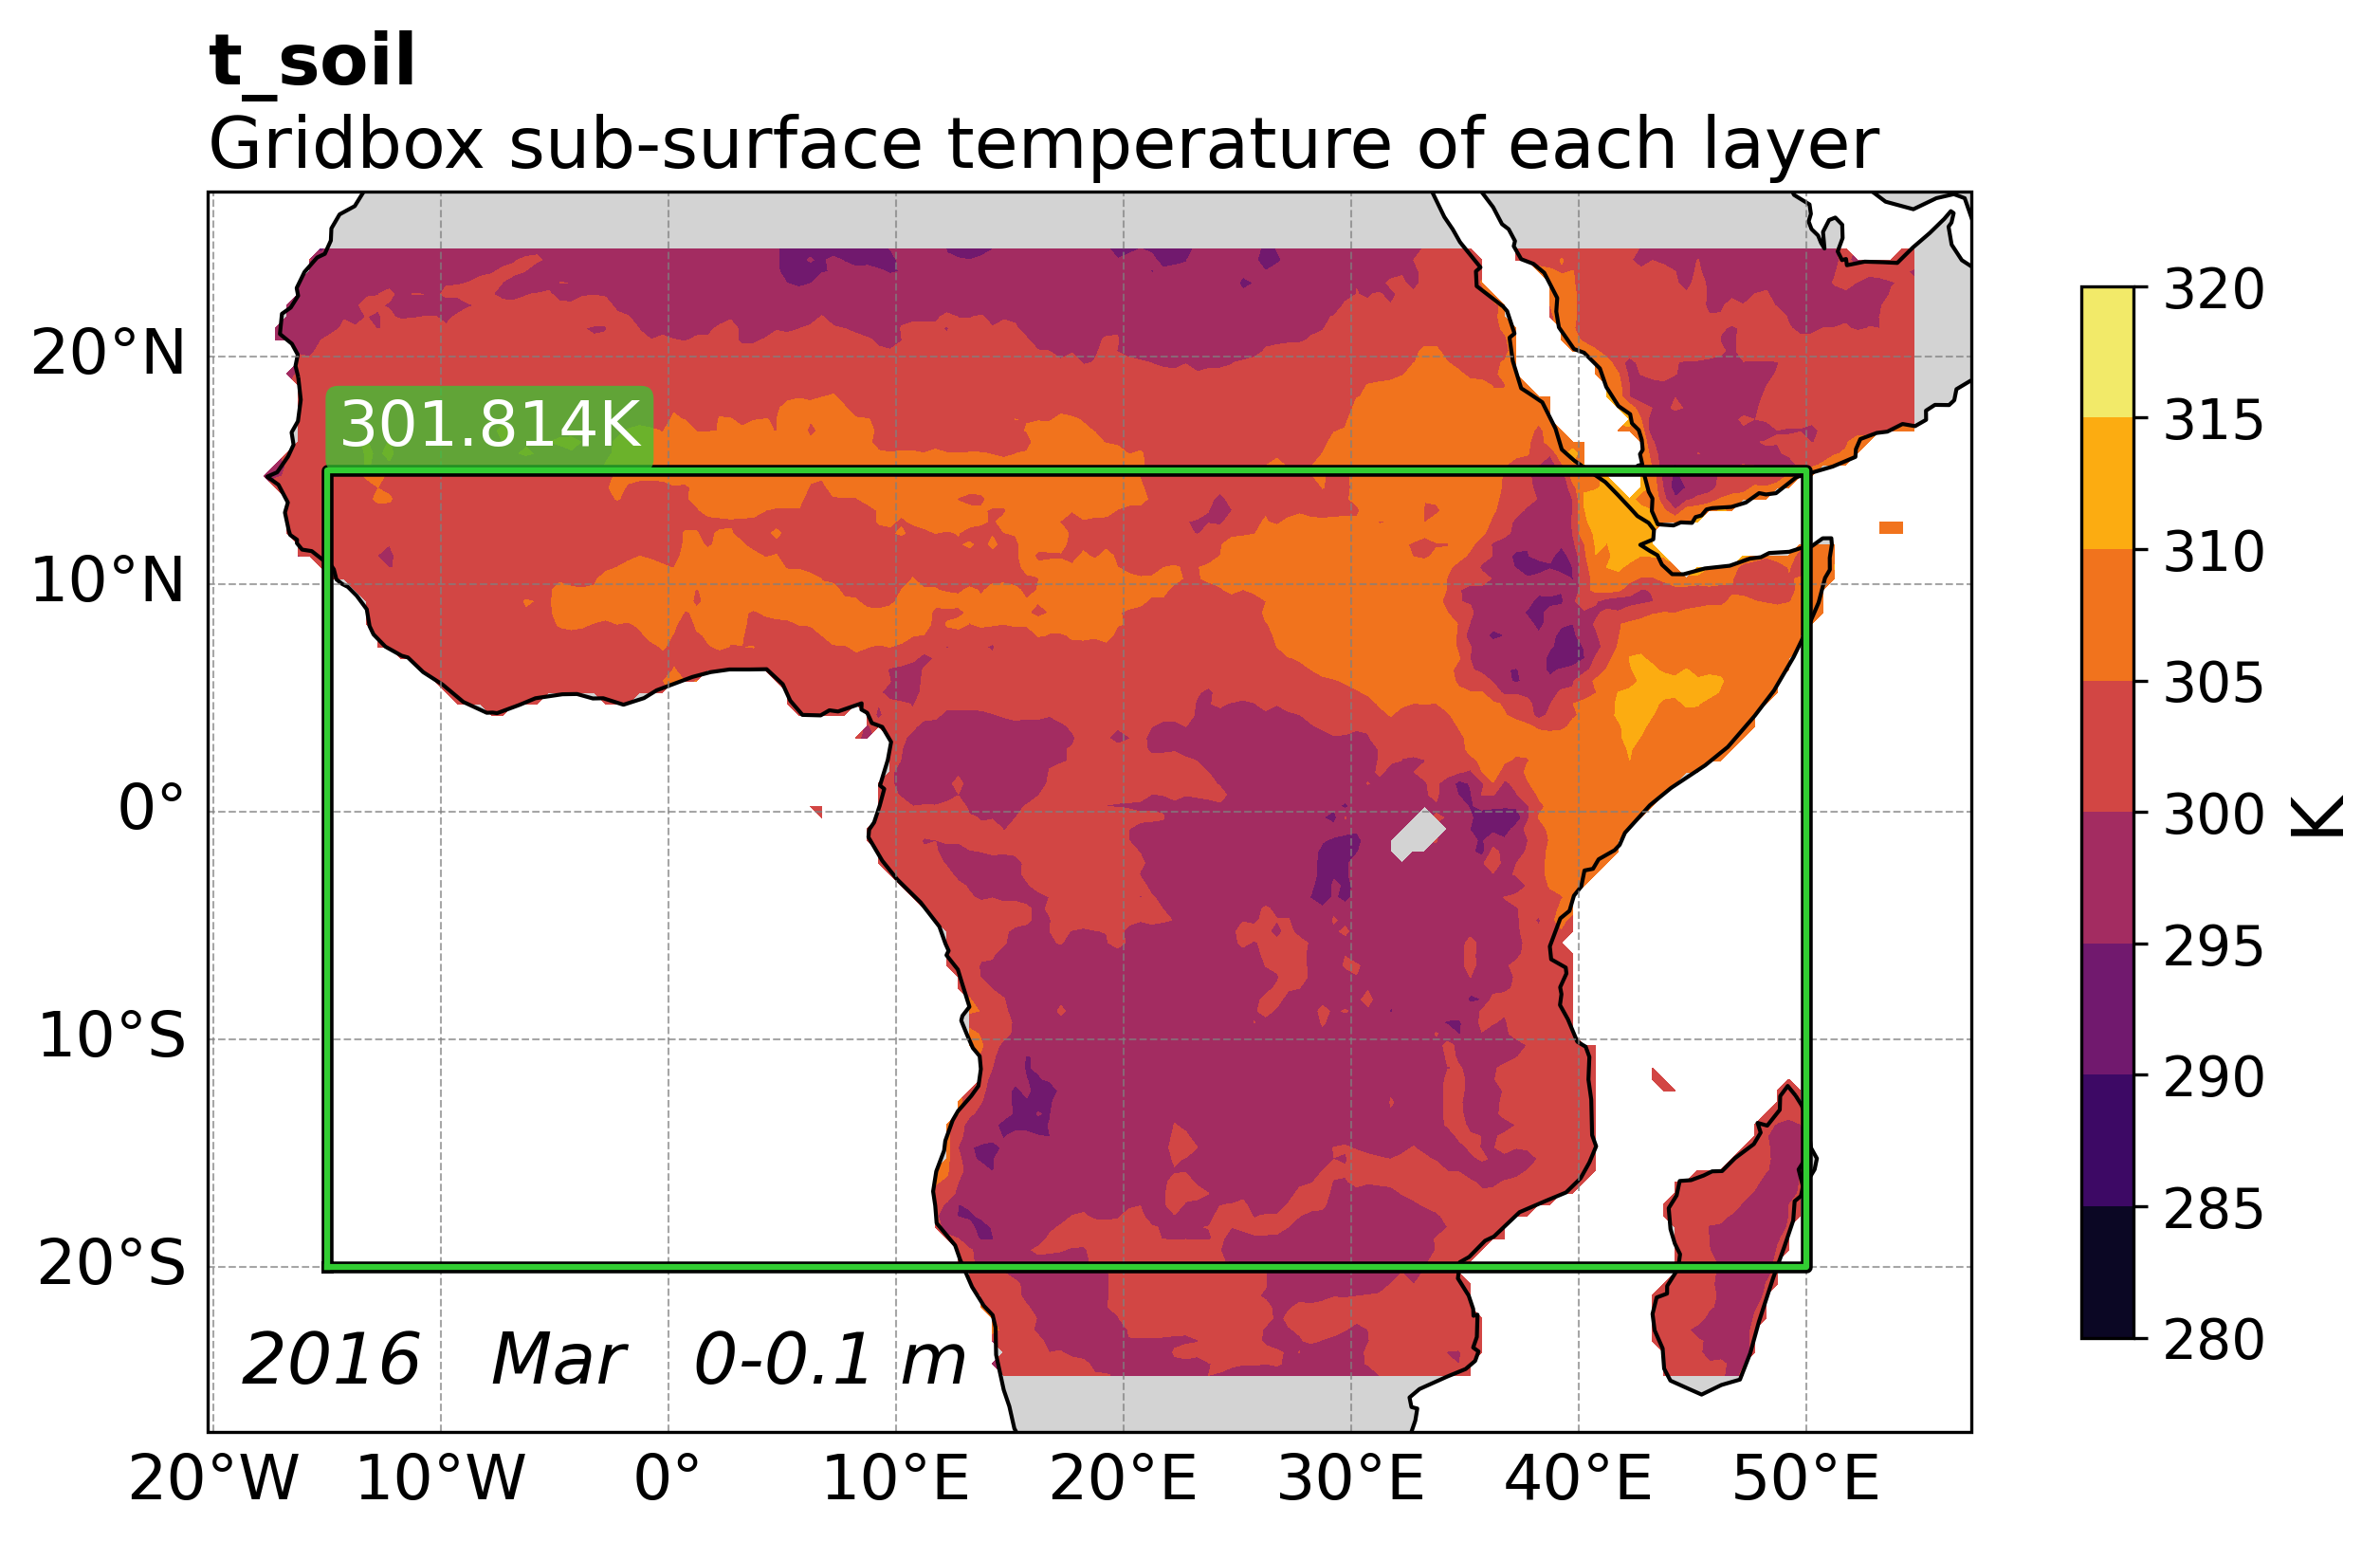 t_soil
Gridbox sub-surface temperature of each layer
20°N
10°N
0°
10°S
20°S
301.814K
2016 Mar 0-0.1 m
20°W 10°W 0° 10°E 20°E 30°E 40°E 50°E
320
315
310
305
300
295
290
285
280
K